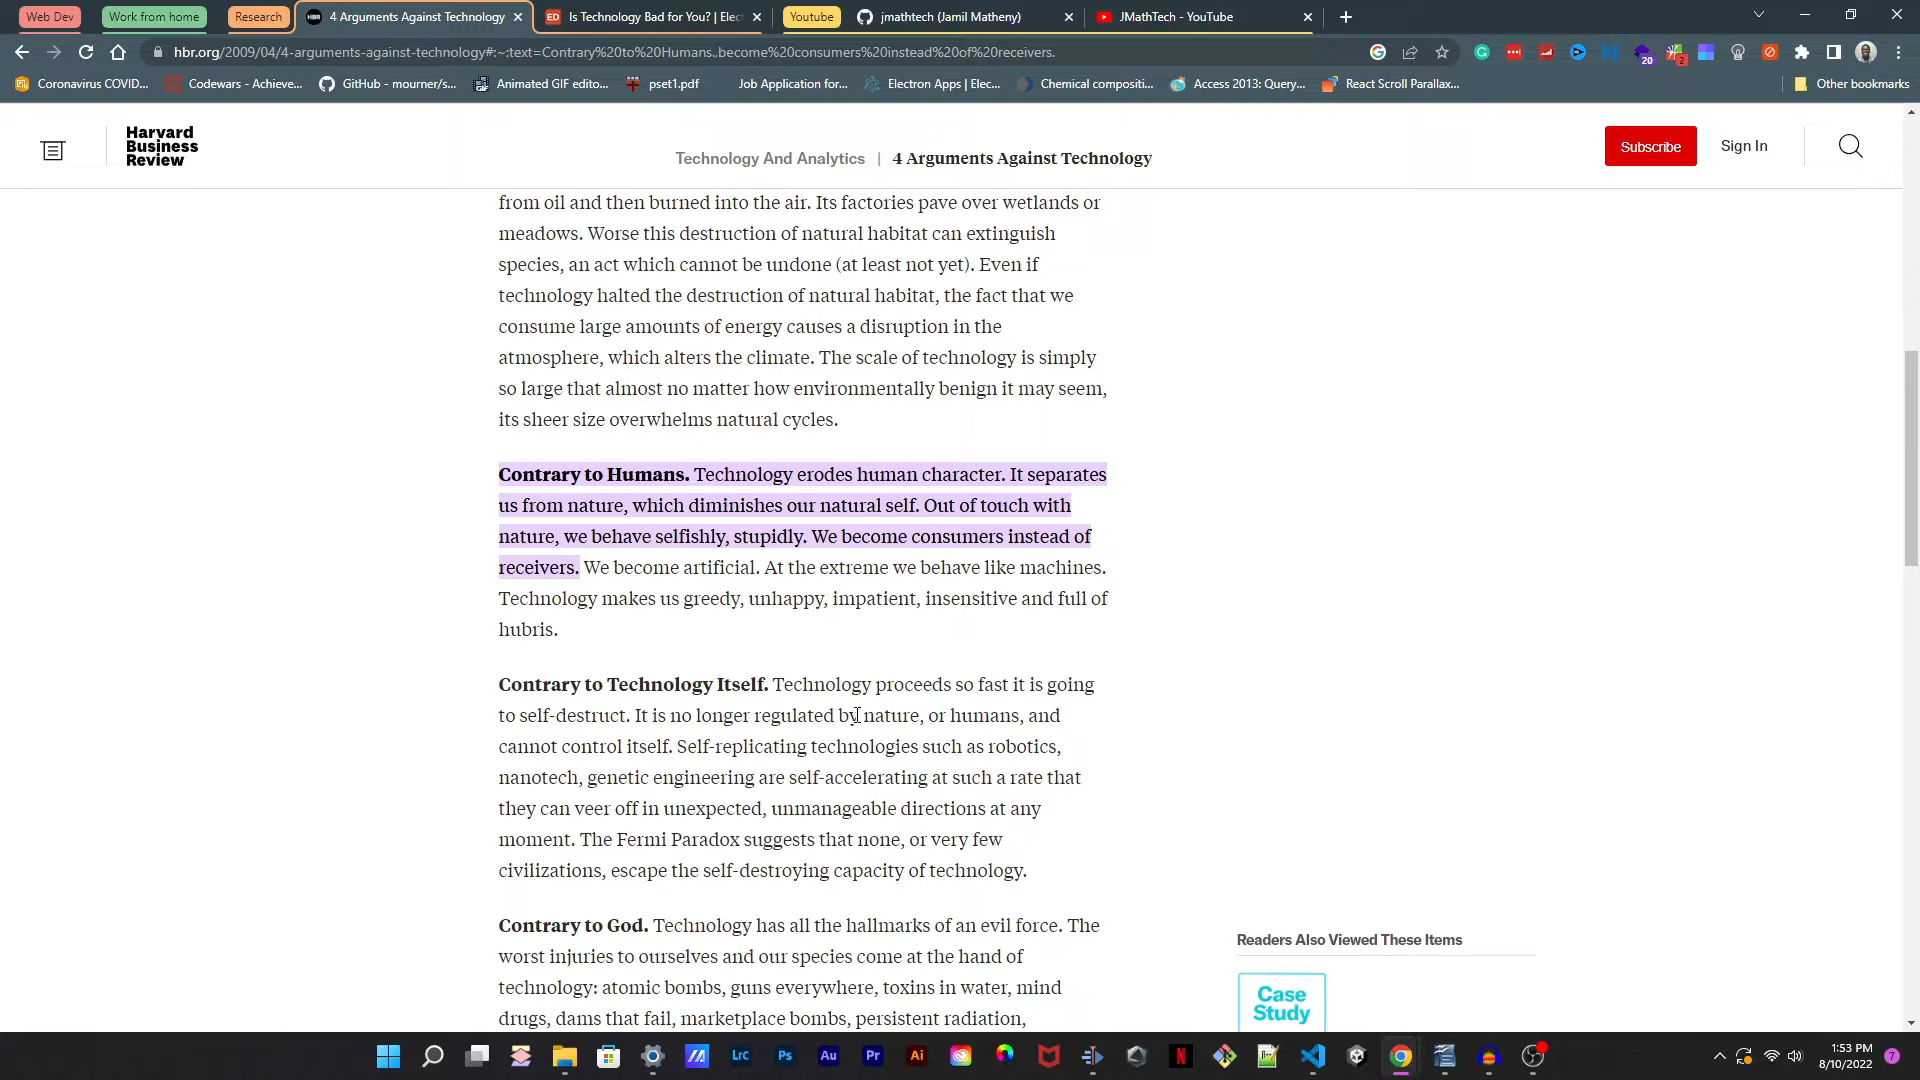 Web Dev
Work from home
Research
4 Arguments Against Technology
Is Technology Bad for You? | Elec
Youtube
jmathtech (Jamil Matheny)
JMathTech - YouTube
hbr.org/2009/04/4-arguments-against-technology#:~:text=Contrary%20to%20Humans.,become%20consumers%20instead%20of%20receivers.
20
2
Coronavirus COVID...
Codewars - Achieve...
GitHub - mourner/s...
Animated GIF edito...
pset1.pdf
Job Application for...
Electron Apps | Elec...
Chemical compositi...
Access 2013: Query...
React Scroll Parallax...
Other bookmarks
Harvard
Business
Review
Technology And Analytics | 4 Arguments Against Technology
Subscribe
Sign In
from oil and then burned into the air. Its factories pave over wetlands or
meadows. Worse this destruction of natural habitat can extinguish
species, an act which cannot be undone (at least not yet). Even if
technology halted the destruction of natural habitat, the fact that we
consume large amounts of energy causes a disruption in the
atmosphere, which alters the climate. The scale of technology is simply
so large that almost no matter how environmentally benign it may seem,
its sheer size overwhelms natural cycles.
Contrary to Humans. Technology erodes human character. It separates
us from nature, which diminishes our natural self. Out of touch with
nature, we behave selfishly, stupidly. We become consumers instead of
receivers. We become artificial. At the extreme we behave like machines.
Technology makes us greedy, unhappy, impatient, insensitive and full of
hubris.
Contrary to Technology Itself. Technology proceeds so fast it is going
to self-destruct. It is no longer regulated by nature, or humans, and
cannot control itself. Self-replicating technologies such as robotics,
nanotech, genetic engineering are self-accelerating at such a rate that
they can veer off in unexpected, unmanageable directions at any
moment. The Fermi Paradox suggests that none, or very few
civilizations, escape the self-destroying capacity of technology.
Contrary to God. Technology has all the hallmarks of an evil force. The
worst injuries to ourselves and our species come at the hand of
technology: atomic bombs, guns everywhere, toxins in water, mind
drugs, dams that fail, marketplace bombs, persistent radiation,
Readers Also Viewed These Items
Case
Study
LrC
Ps
Au
Pr
Ai
1:53 PM
8/10/2022
7